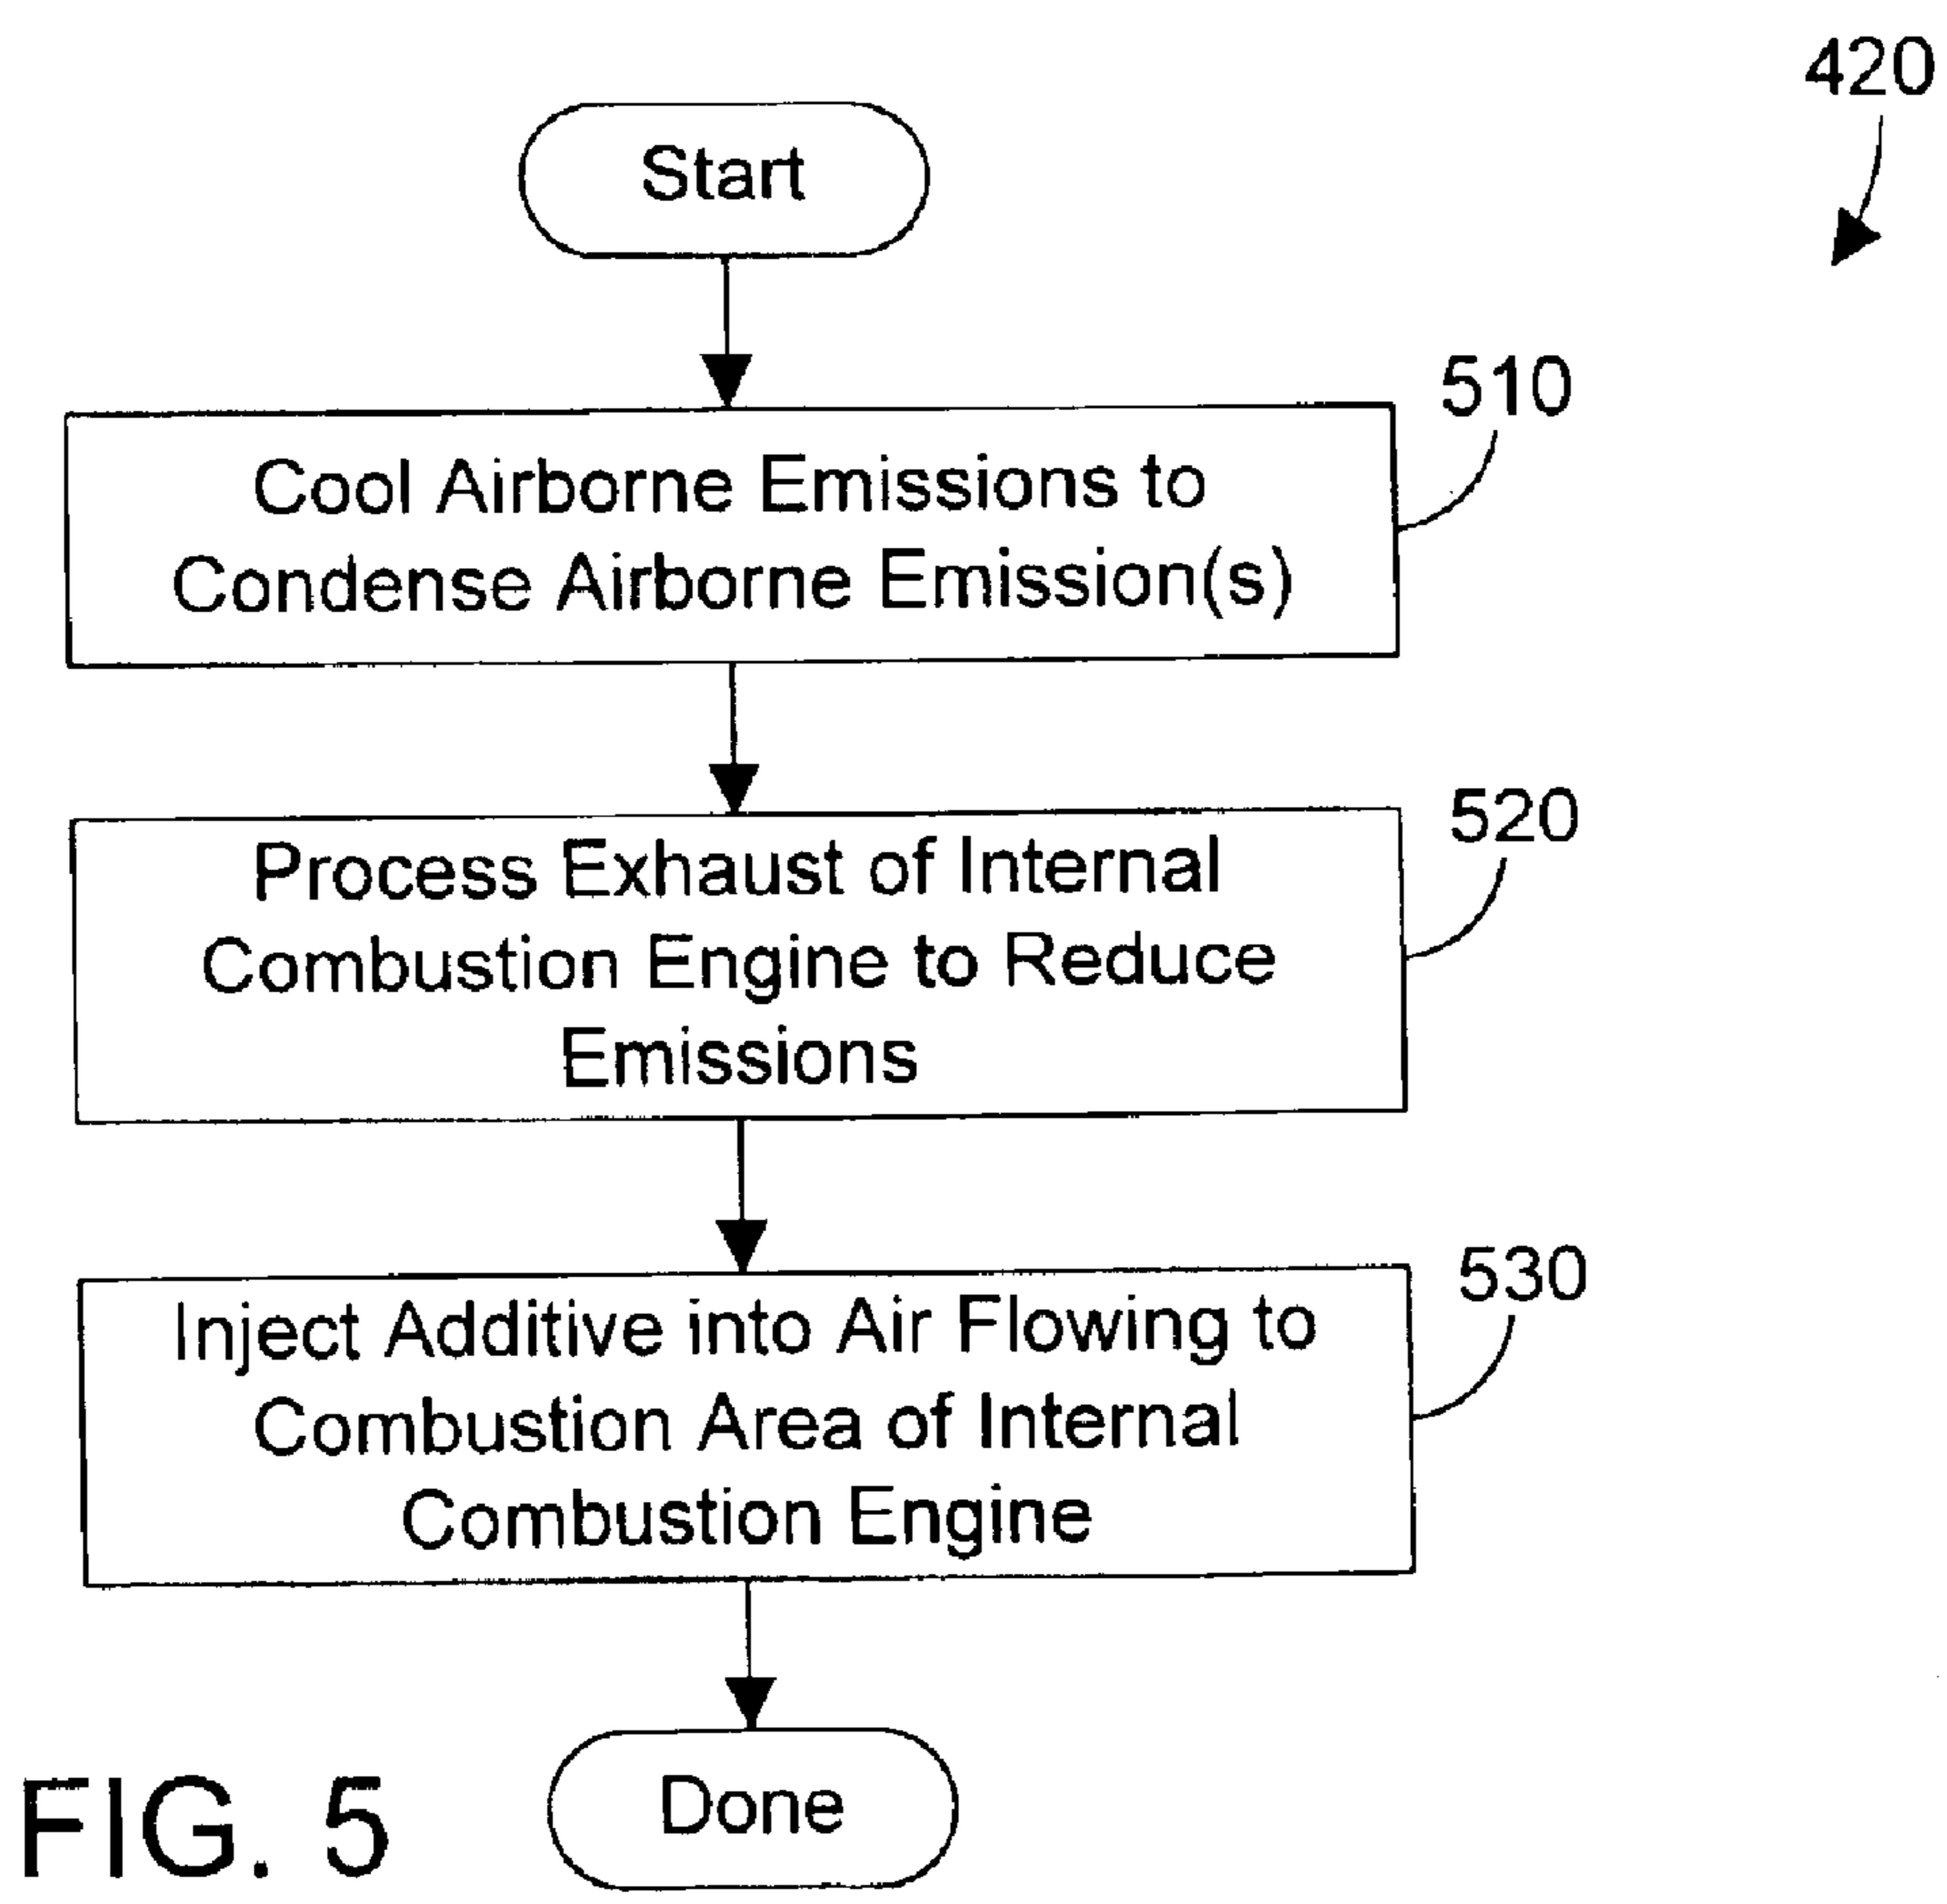 420
Start
510
Cool Airborne Emissions to
Condense Airborne Emission(s)
520
Process Exhaust of Internal
Combustion Engine to Reduce
Emissions
530
Inject Additive into Air Flowing to
Combustion Area of Internal
Combustion Engine
Done
FIG. 5